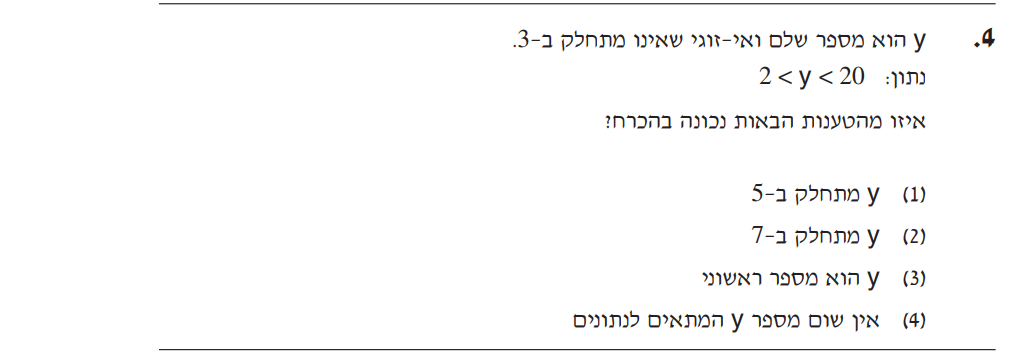 4. y הוא מספר שלם ואי-זוגי שאינו מתחלק ב-3.
נתון: 2 < y < 20
איזו מהטענות הבאות נכונה בהכרח?
(1) y מתחלק ב-5
(2) y מתחלק ב-7
(3) y הוא מספר ראשוני
(4) אין שום מספר y המתאים לנתונים